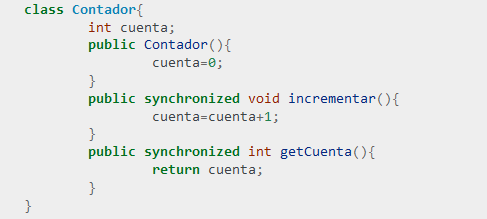 class Contador{
        int cuenta;
        public Contador(){
                cuenta=0;
        }
        public synchronized void incrementar(){
                cuenta=cuenta+1;
        }
        public synchronized int getCuenta(){
                return cuenta;
        }
}